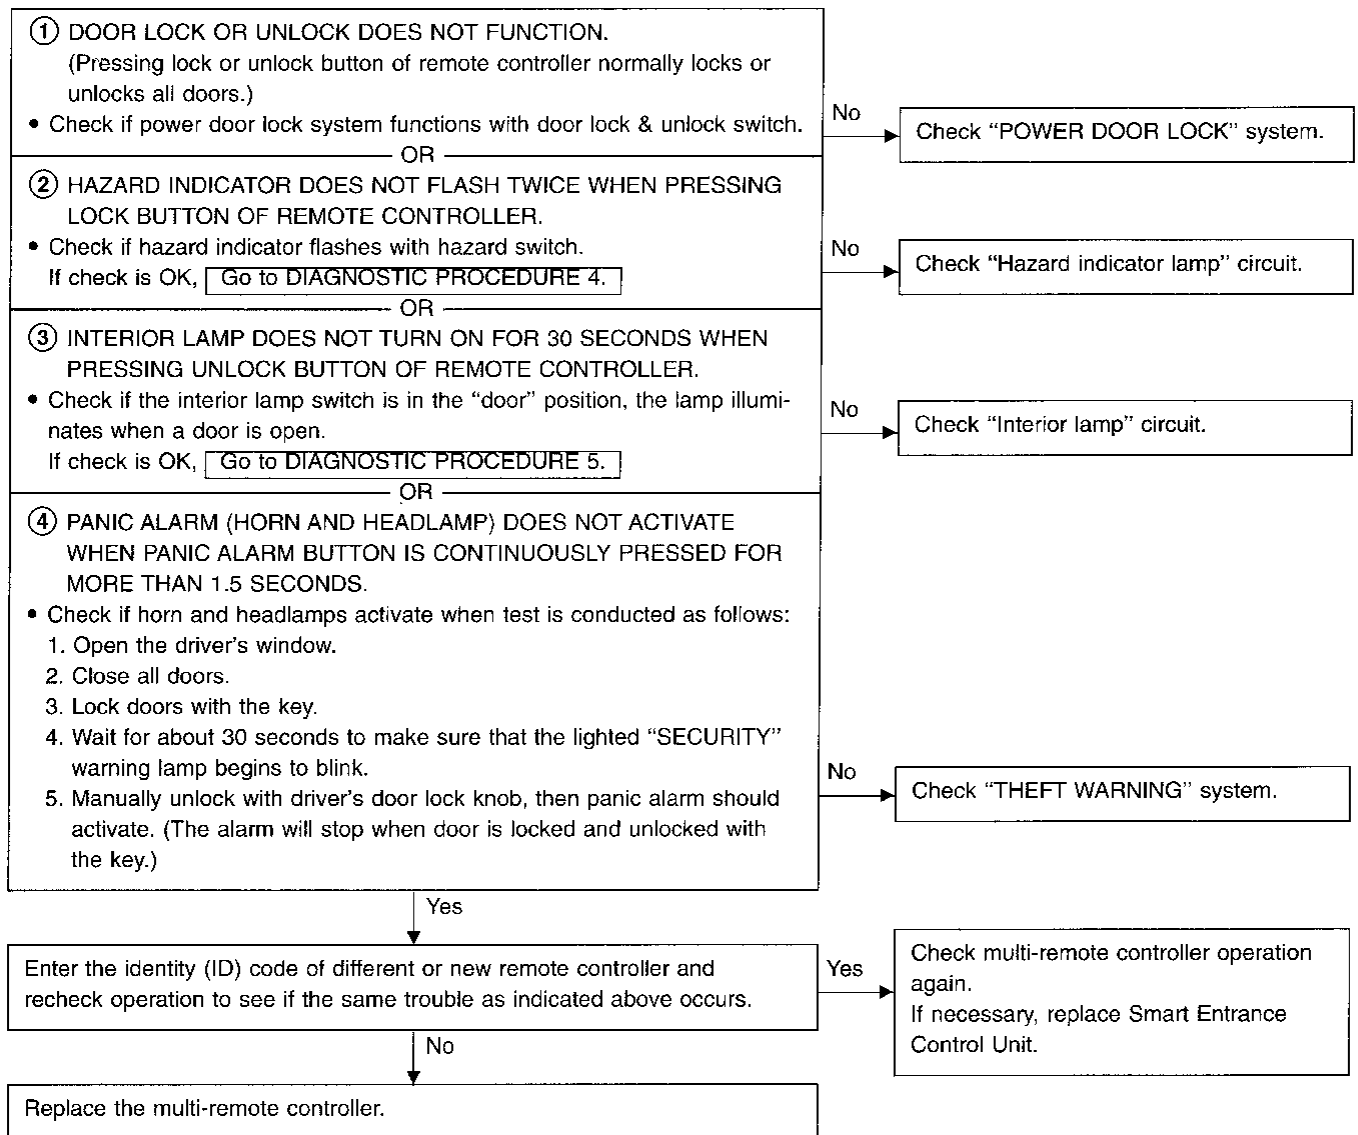 ① DOOR LOCK OR UNLOCK DOES NOT FUNCTION.
(Pressing lock or unlock button of remote controller normally locks or
unlocks all doors.)
• Check if power door lock system functions with door lock & unlock switch.
No
Check “POWER DOOR LOCK” system.
OR
② HAZARD INDICATOR DOES NOT FLASH TWICE WHEN PRESSING
LOCK BUTTON OF REMOTE CONTROLLER.
• Check if hazard indicator flashes with hazard switch.
If check is OK, Go to DIAGNOSTIC PROCEDURE 4.
No
Check “Hazard indicator lamp” circuit.
OR
③ INTERIOR LAMP DOES NOT TURN ON FOR 30 SECONDS WHEN
PRESSING UNLOCK BUTTON OF REMOTE CONTROLLER.
• Check if the interior lamp switch is in the “door” position, the lamp illumi-
nates when a door is open.
If check is OK, Go to DIAGNOSTIC PROCEDURE 5.
No
Check “Interior lamp” circuit.
OR
④ PANIC ALARM (HORN AND HEADLAMP) DOES NOT ACTIVATE
WHEN PANIC ALARM BUTTON IS CONTINUOUSLY PRESSED FOR
MORE THAN 1.5 SECONDS.
• Check if horn and headlamps activate when test is conducted as follows:
1. Open the driver’s window.
2. Close all doors.
3. Lock doors with the key.
4. Wait for about 30 seconds to make sure that the lighted “SECURITY”
warning lamp begins to blink.
5. Manually unlock with driver’s door lock knob, then panic alarm should
activate. (The alarm will stop when door is locked and unlocked with
the key.)
No
Check “THEFT WARNING” system.
Yes
Enter the identity (ID) code of different or new remote controller and
recheck operation to see if the same trouble as indicated above occurs.
Yes
Check multi-remote controller operation
again.
If necessary, replace Smart Entrance
Control Unit.
No
Replace the multi-remote controller.